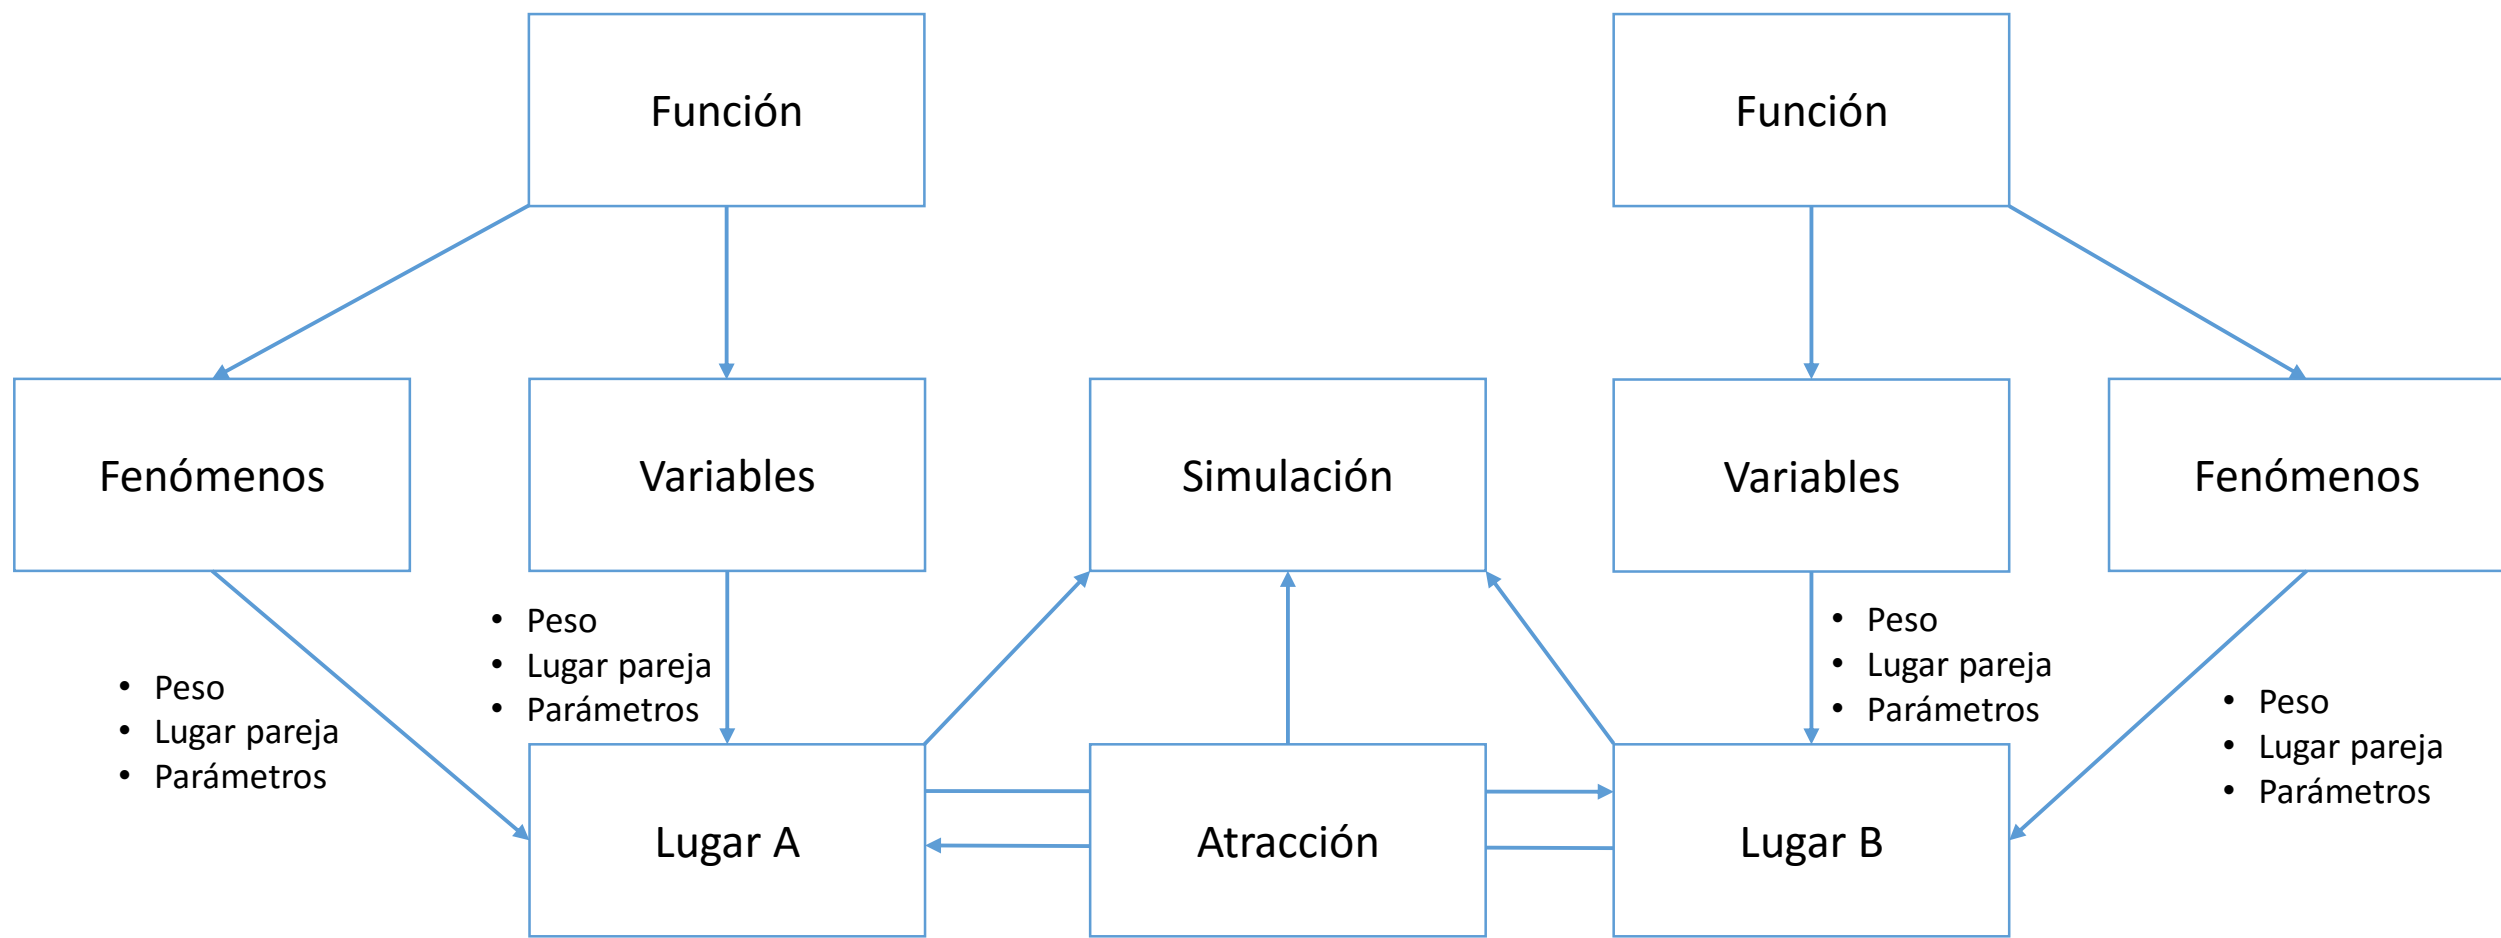 Función
Función
Fenómenos
Variables
Simulación
Variables
Fenómenos
• Peso
• Lugar pareja
• Parámetros
• Peso
• Lugar pareja
• Parámetros
• Peso
• Lugar pareja
• Parámetros
• Peso
• Lugar pareja
• Parámetros
Lugar A
Atracción
Lugar B